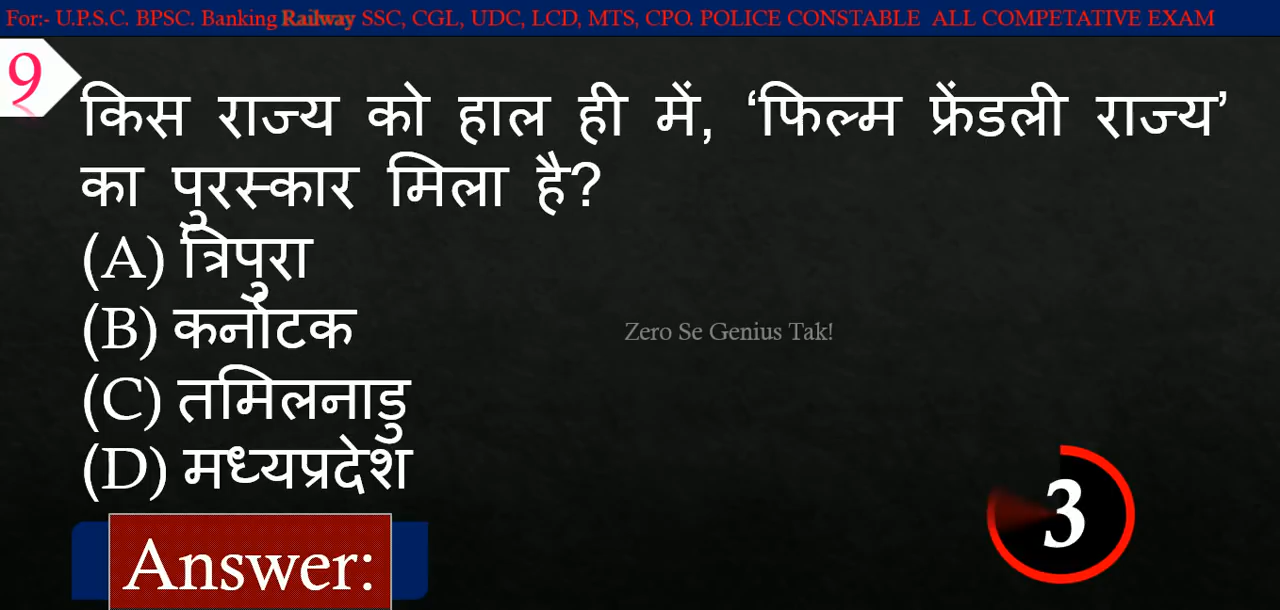 For:- U.P.S.C. BPSC. Banking Railway SSC, CGL, UDC, LCD, MTS, CPO. POLICE CONSTABLE ALL COMPETATIVE EXAM
9
किस राज्य को हाल ही में, ‘फिल्म फ्रेंडली राज्य’
का पुरस्कार मिला है?
(A) त्रिपुरा
(B) कर्नाटक
Zero Se Genius Tak!
(C) तमिलनाडु
(D) मध्यप्रदेश
3
Answer: